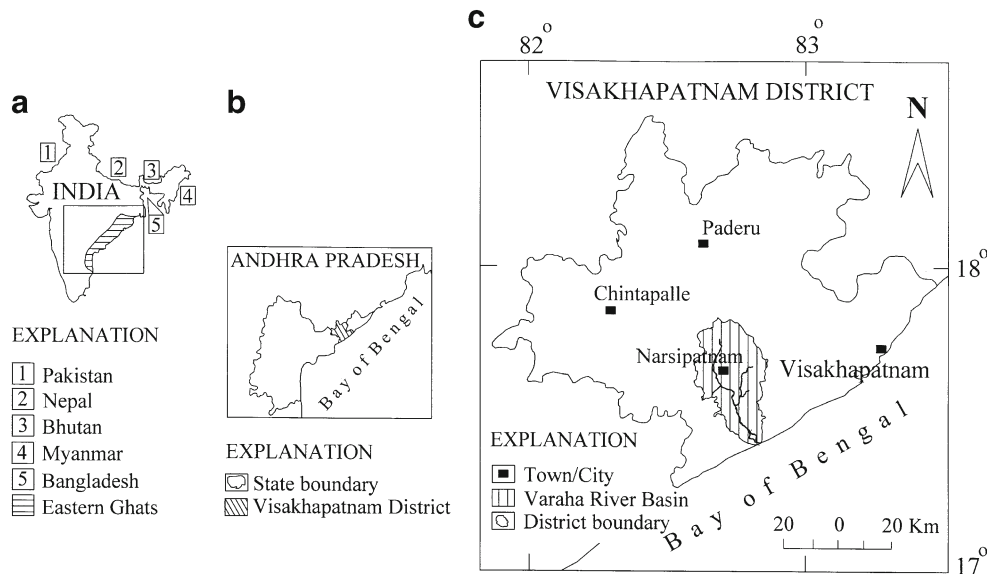 a
1
2
3
INDIA
4
5
EXPLANATION
1 Pakistan
2 Nepal
3 Bhutan
4 Myanmar
5 Bangladesh
Eastern Ghats
b
ANDHRA PRADESH
Bay of Bengal
EXPLANATION
State boundary
Visakhapatnam District
c
82° 83°
VISAKHAPATNAM DISTRICT
N
Paderu
18°
Chintapalle
Narsipatnam
Visakhapatnam
Bay of Bengal
EXPLANATION
Town/City
Varaha River Basin
District boundary
20 0 20 Km
17°